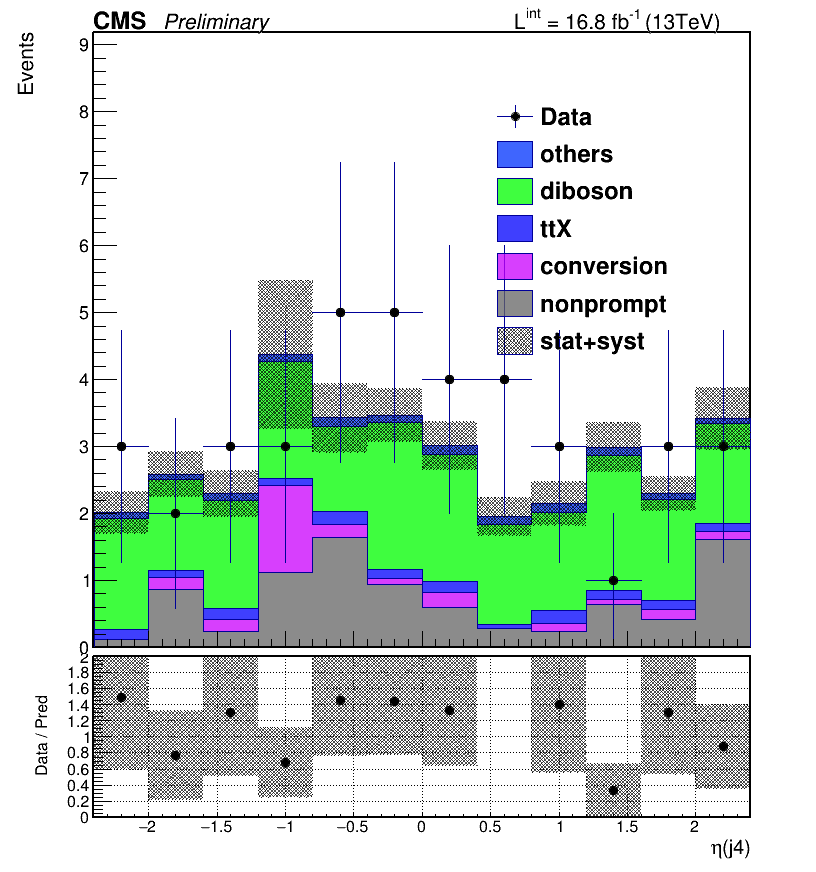 CMS Preliminary L^int = 16.8 fb^-1 (13TeV)
Events
9
8
7
6
5
4
3
2
1
0
Data
others
diboson
ttX
conversion
nonprompt
stat+syst
Data / Pred
2
1.8
1.6
1.4
1.2
1
0.8
0.6
0.4
0.2
0
−2 −1.5 −1 −0.5 0 0.5 1 1.5 2
η(j4)